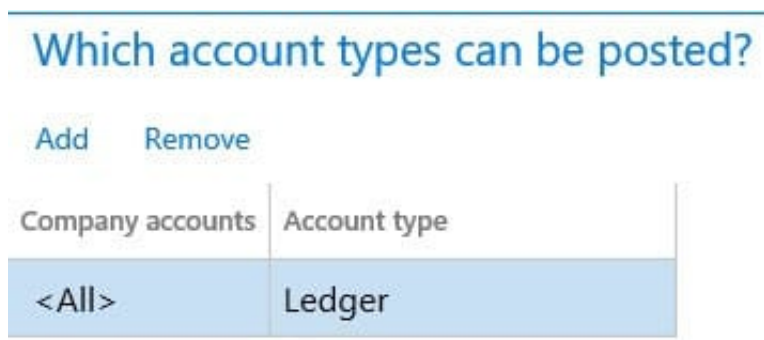 Which account types can be posted?
Add Remove
Company accounts Account type
<All> Ledger